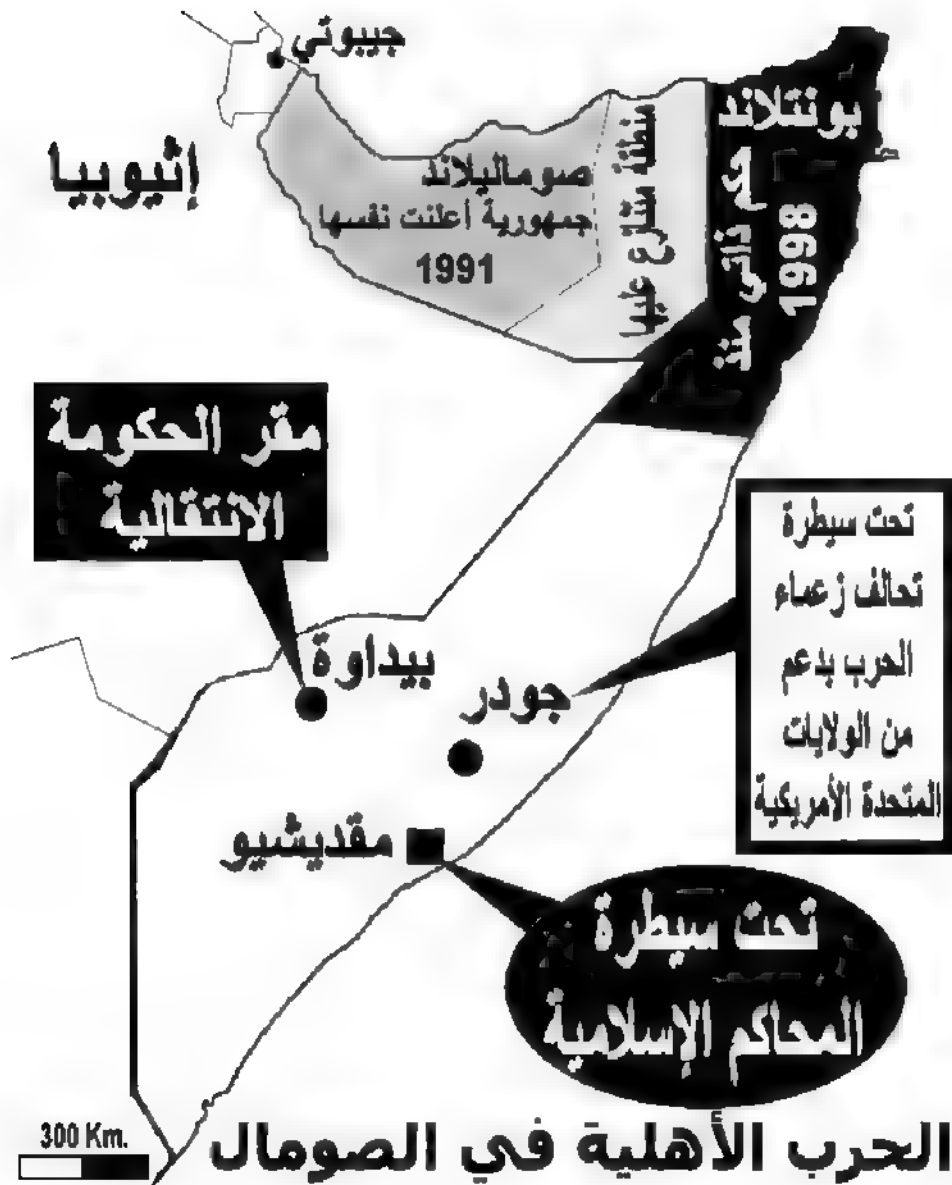 جيبوتي
إثيوبيا
صوماليلاند
جمهورية أعلنت نفسها
1991
منطقة متنازع عليها
بونتلاند
حكم ذاتي منذ
1998
مقر الحكومة
الانتقالية
بيداوة
جودر
تحت سيطرة
تحالف زعماء
الحرب بدعم
من الولايات
المتحدة الأمريكية
مقديشيو
تحت سيطرة
المحاكم الإسلامية
300 Km.
الحرب الأهلية في الصومال